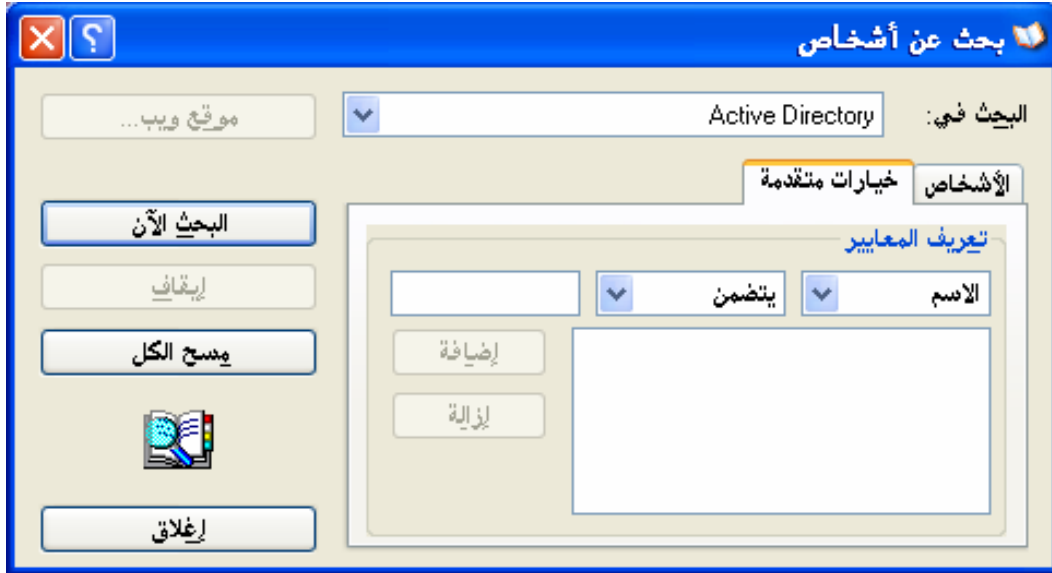 بحث عن أشخاص
البحث في: Active Directory
موقع ويب...
الأشخاص خيارات متقدمة
البحث الآن
تعريف المعايير
الاسم يتضمن
إيقاف
إضافة
مسح الكل
إزالة
إغلاق